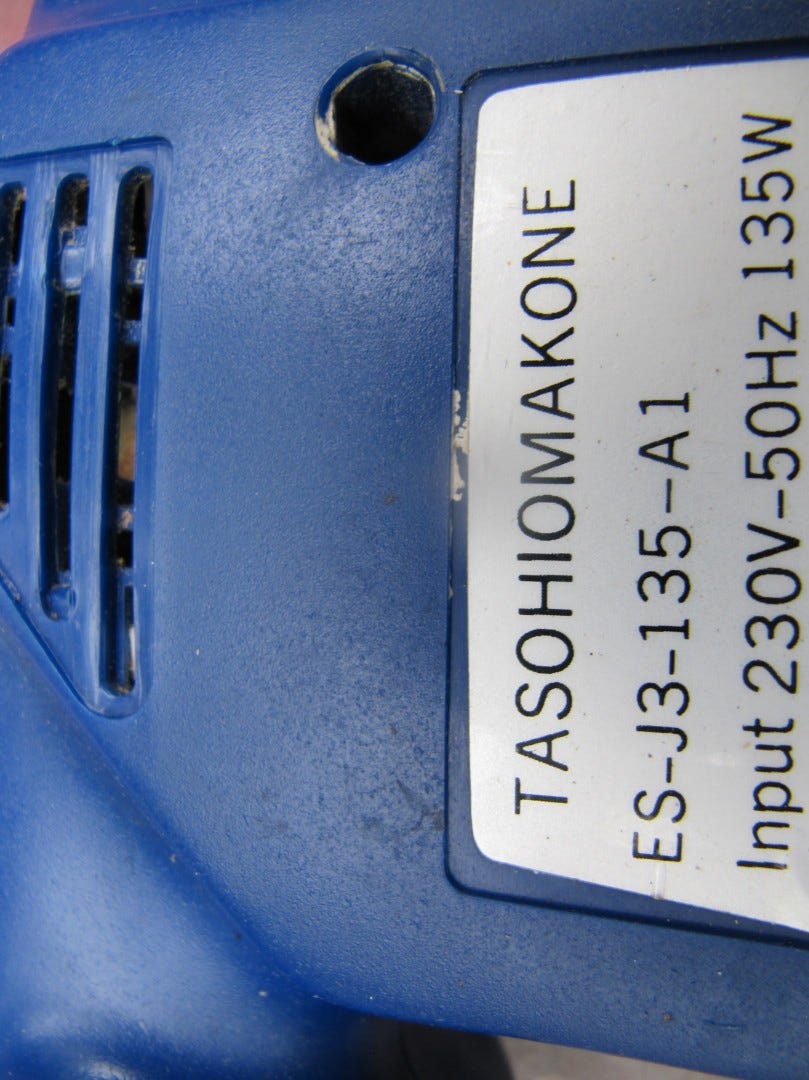 TASOHIOMAKONE
ES-J3-135-A1
Input 230V-50Hz 135W